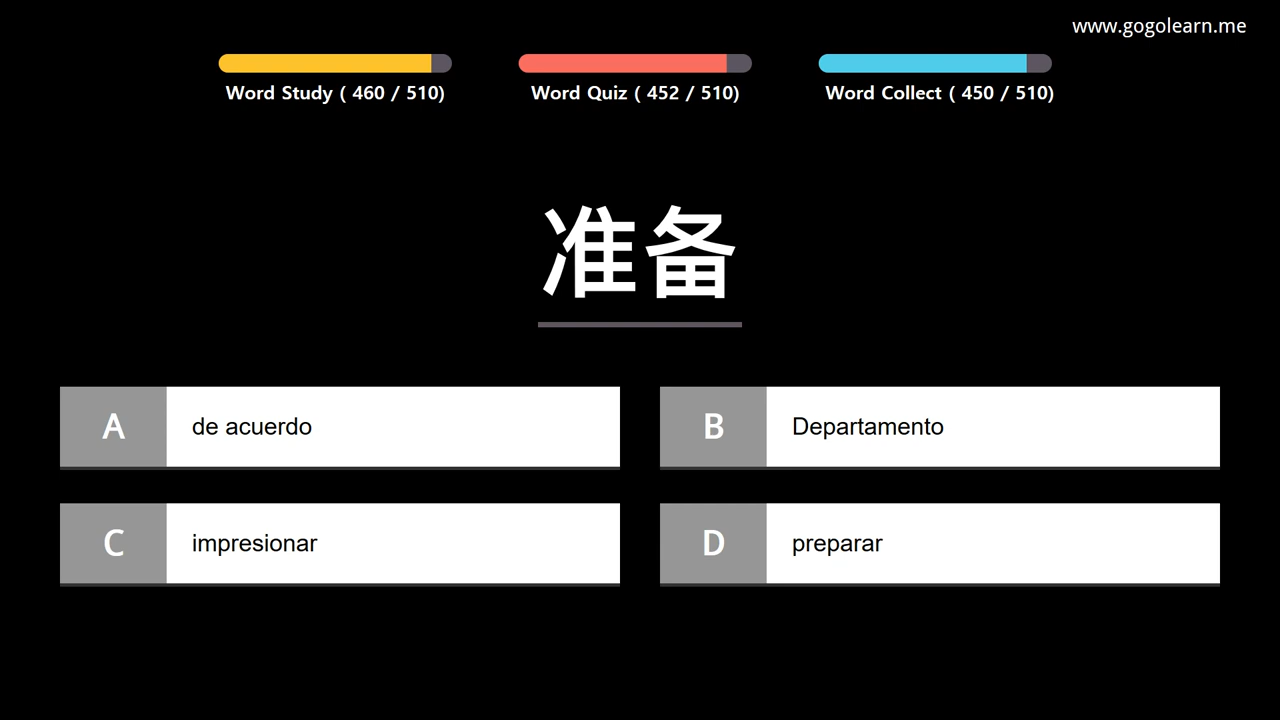 www.gogolearn.me
Word Study ( 460 / 510)
Word Quiz ( 452 / 510)
Word Collect ( 450 / 510)
准备
A de acuerdo
B Departamento
C impresionar
D preparar